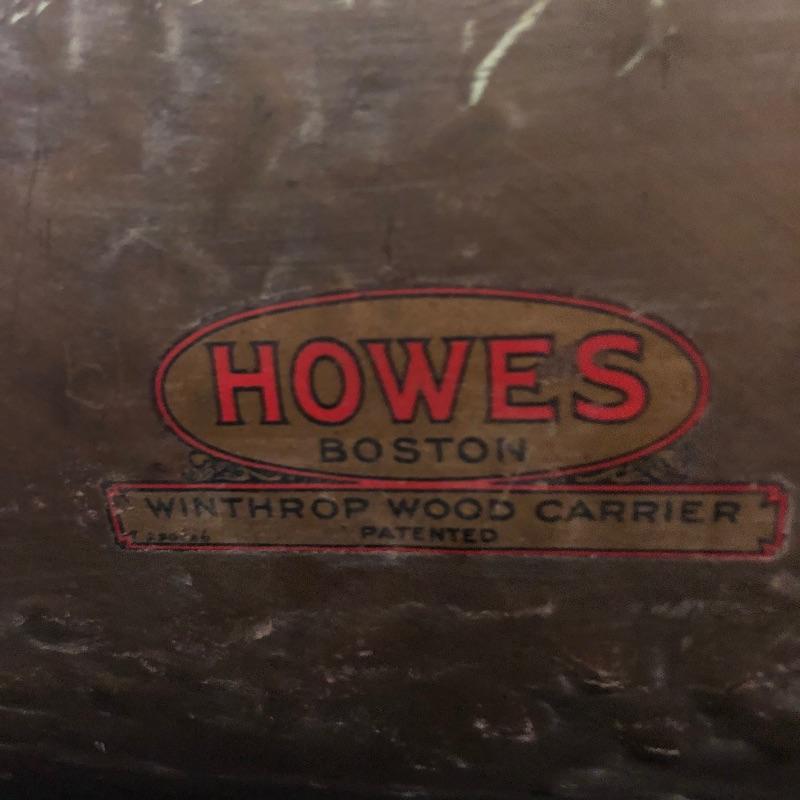 HOWES
BOSTON
WINTHROP WOOD CARRIER
PATENTED